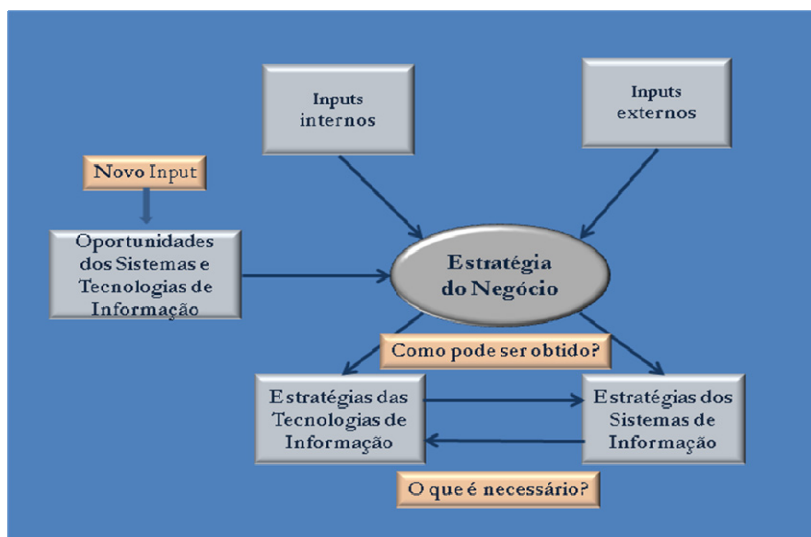 Inputs
internos
Inputs
externos
Novo Input
Oportunidades
dos Sistemas e
Tecnologias de
Informação
Estratégia
do Negócio
Como pode ser obtido?
Estratégias das
Tecnologias de
Informação
Estratégias dos
Sistemas de
Informação
O que é necessário?